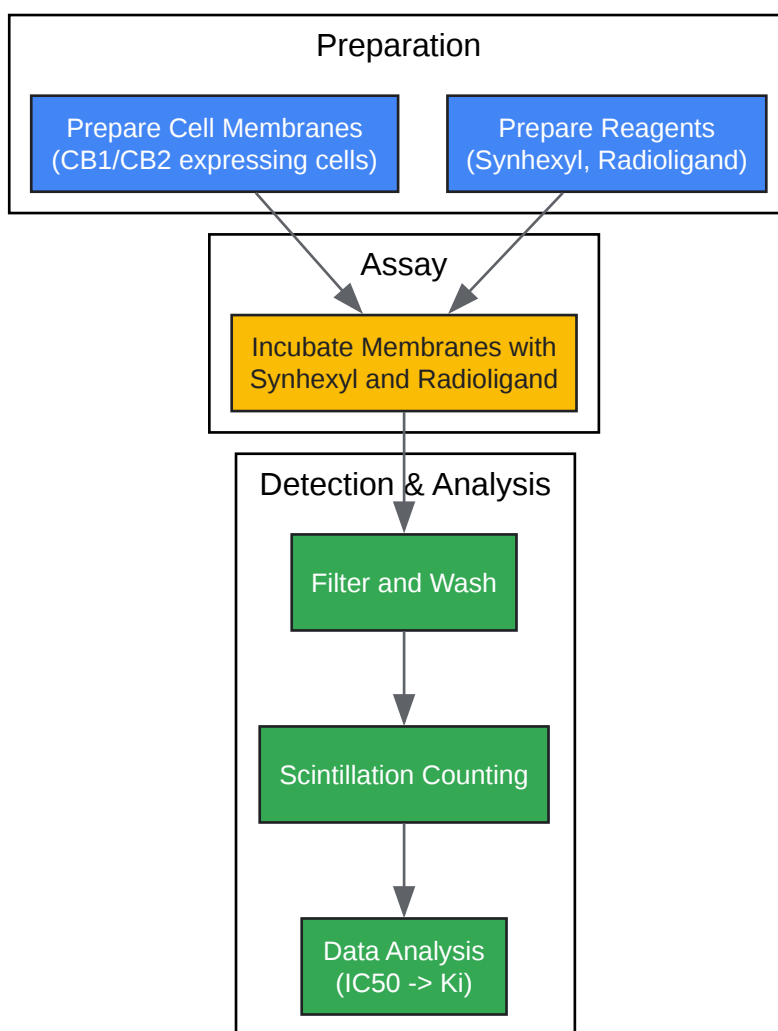 Preparation
Prepare Cell Membranes
(CB1/CB2 expressing cells)
Prepare Reagents
(Synhexyl, Radioligand)
Assay
Incubate Membranes with
Synhexyl and Radioligand
Detection & Analysis
Filter and Wash
Scintillation Counting
Data Analysis
(IC50 -> Ki)